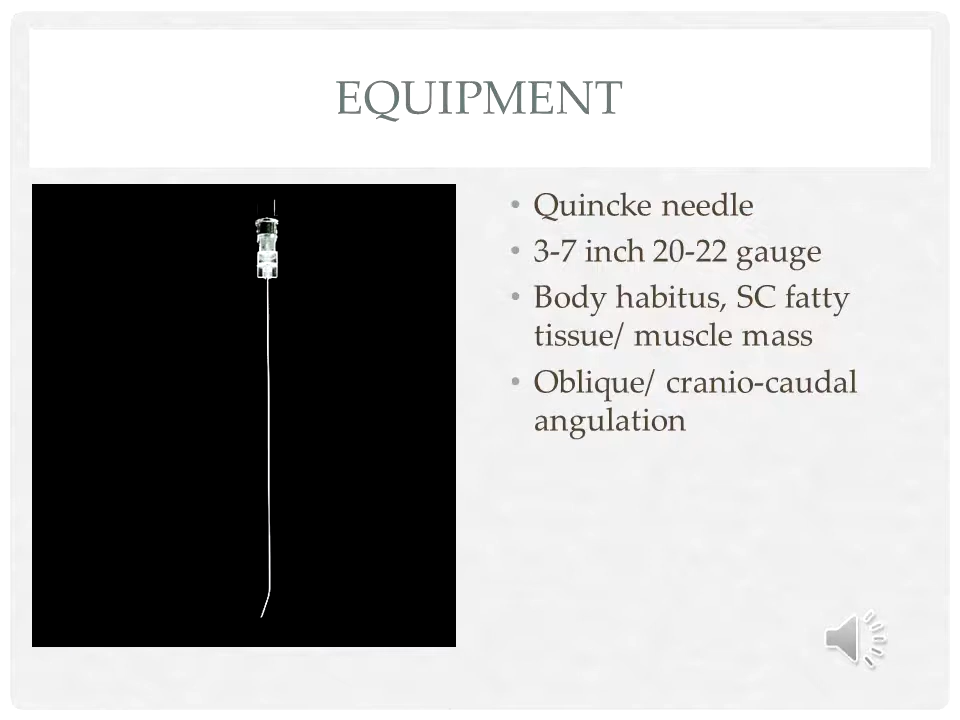 EQUIPMENT
• Quincke needle
• 3-7 inch 20-22 gauge
• Body habitus, SC fatty
tissue/ muscle mass
• Oblique/ cranio-caudal
angulation